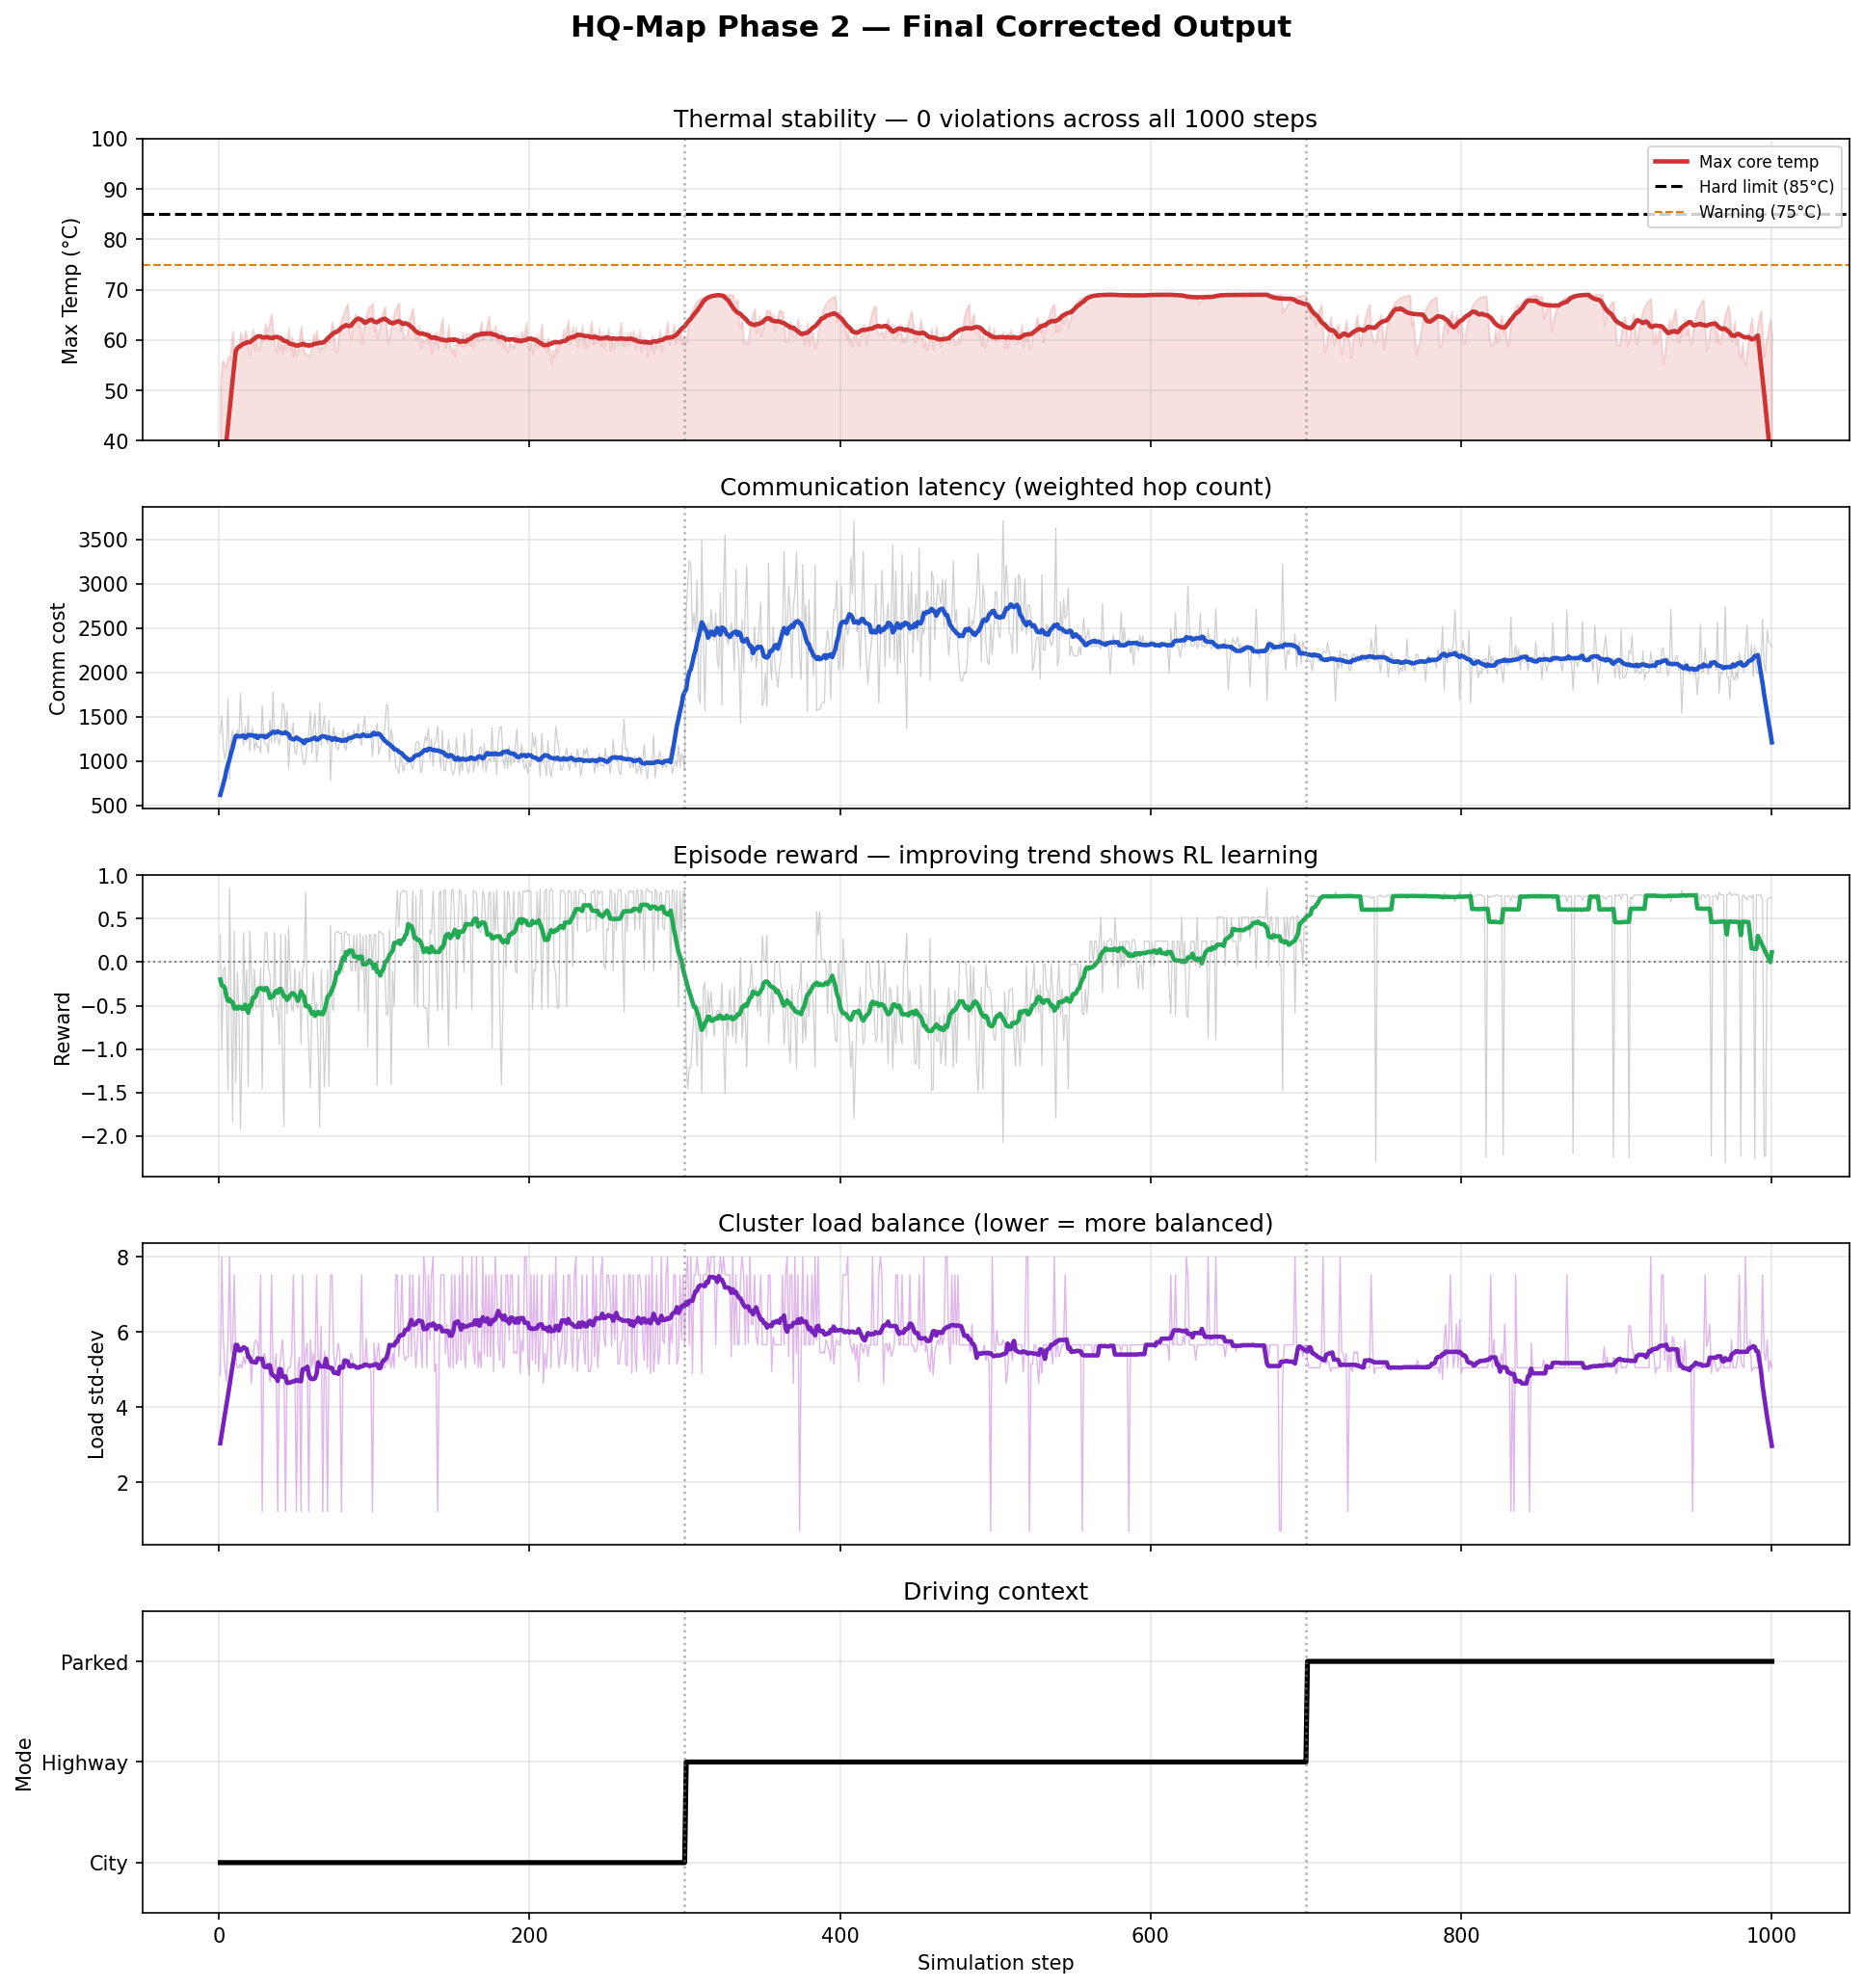 HQ-Map Phase 2 — Final Corrected Output
Thermal stability — 0 violations across all 1000 steps
Max Temp (°C)
100
90
80
70
60
50
40
Max core temp
Hard limit (85°C)
Warning (75°C)
Communication latency (weighted hop count)
Comm cost
3500
3000
2500
2000
1500
1000
500
Episode reward — improving trend shows RL learning
Reward
1.0
0.5
0.0
−0.5
−1.0
−1.5
−2.0
Cluster load balance (lower = more balanced)
Load std-dev
8
6
4
2
Driving context
Mode
Parked
Highway
City
0 200 400 600 800 1000
Simulation step